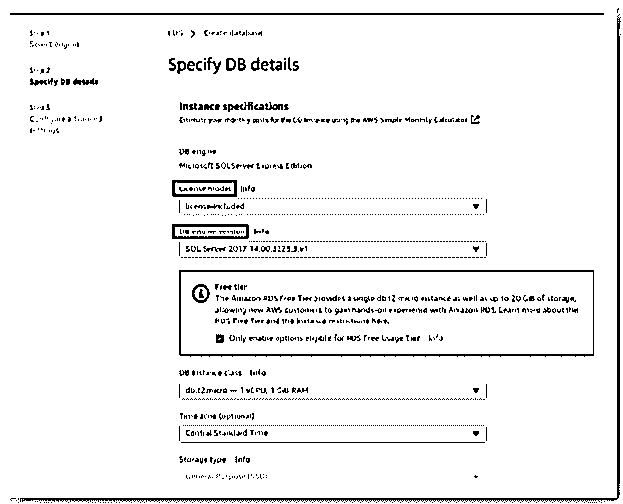 Step 1
Select engine
Step 2
Specify DB details
Step 3
Configure advanced
settings
RDS > Create database
Specify DB details
Instance specifications
Estimate your monthly costs for the DB Instance using the AWS Simple Monthly Calculator
DB engine
Microsoft SQL Server Express Edition
License model Info
license-included
DB engine version Info
SQL Server 2017 14.00.3223.3.v1
Free tier
The Amazon RDS Free Tier provides a single db.t2.micro instance as well as up to 20 GiB of storage,
allowing new AWS customers to gain hands-on experience with Amazon RDS. Learn more about the
RDS Free Tier and the instance restrictions here.
Only enable options eligible for RDS Free Usage Tier Info
DB instance class Info
db.t2.micro — 1 vCPU, 1 GiB RAM
Time zone (optional)
Central Standard Time
Storage type Info
General Purpose (SSD)